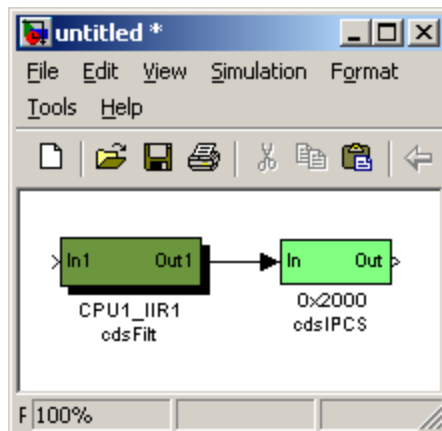 untitled *
File Edit View Simulation Format
Tools Help
In1 Out1 In Out
CPU1_IIR1 0x2000
cdsFilt cdsIPCS
F 100%